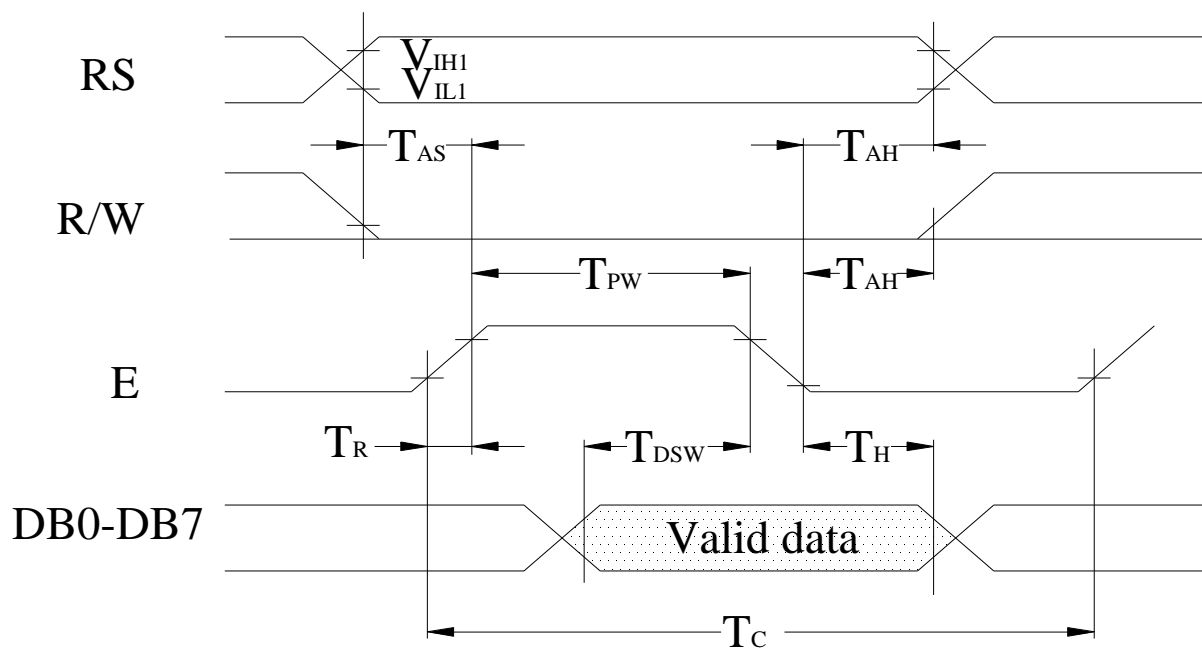 RS
VIH1
VIL1
TAS
TAH
R/W
TPW
TAH
E
TR
TDSW
TH
DB0-DB7
Valid data
TC